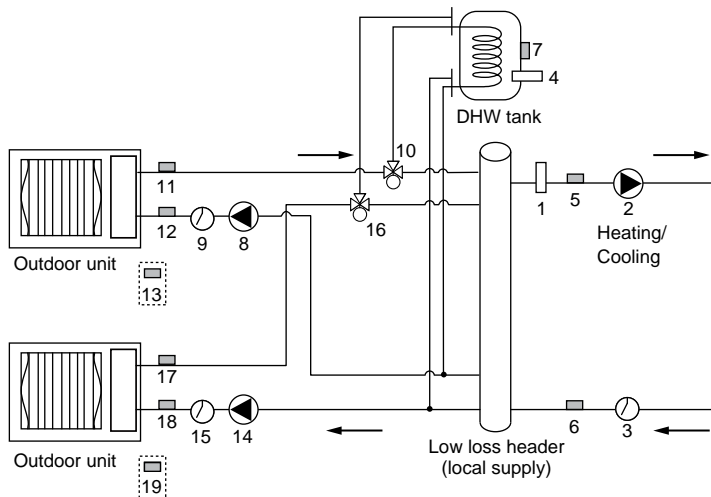 7
4
DHW tank
10
11
12
9
8
16
1
5
2
Heating/
Cooling
Outdoor unit
13
17
18
15
14
6
3
Low loss header
(local supply)
Outdoor unit
19